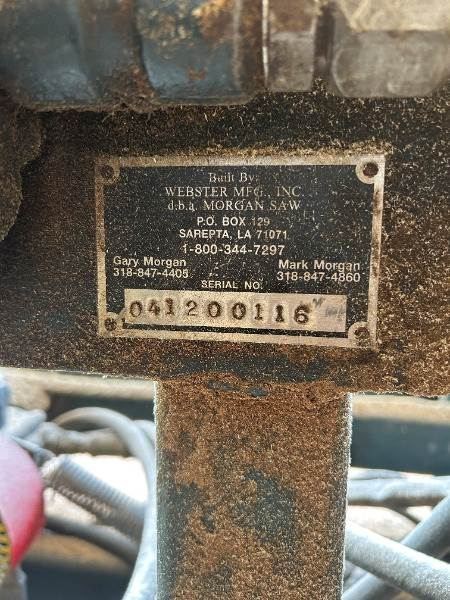 Built By:
WEBSTER MFG., INC.
d.b.a. MORGAN SAW
P.O. BOX 129
SAREPTA, LA 71071
1-800-344-7297
Gary Morgan Mark Morgan
318-847-4405 318-847-4860
SERIAL NO.
041200116